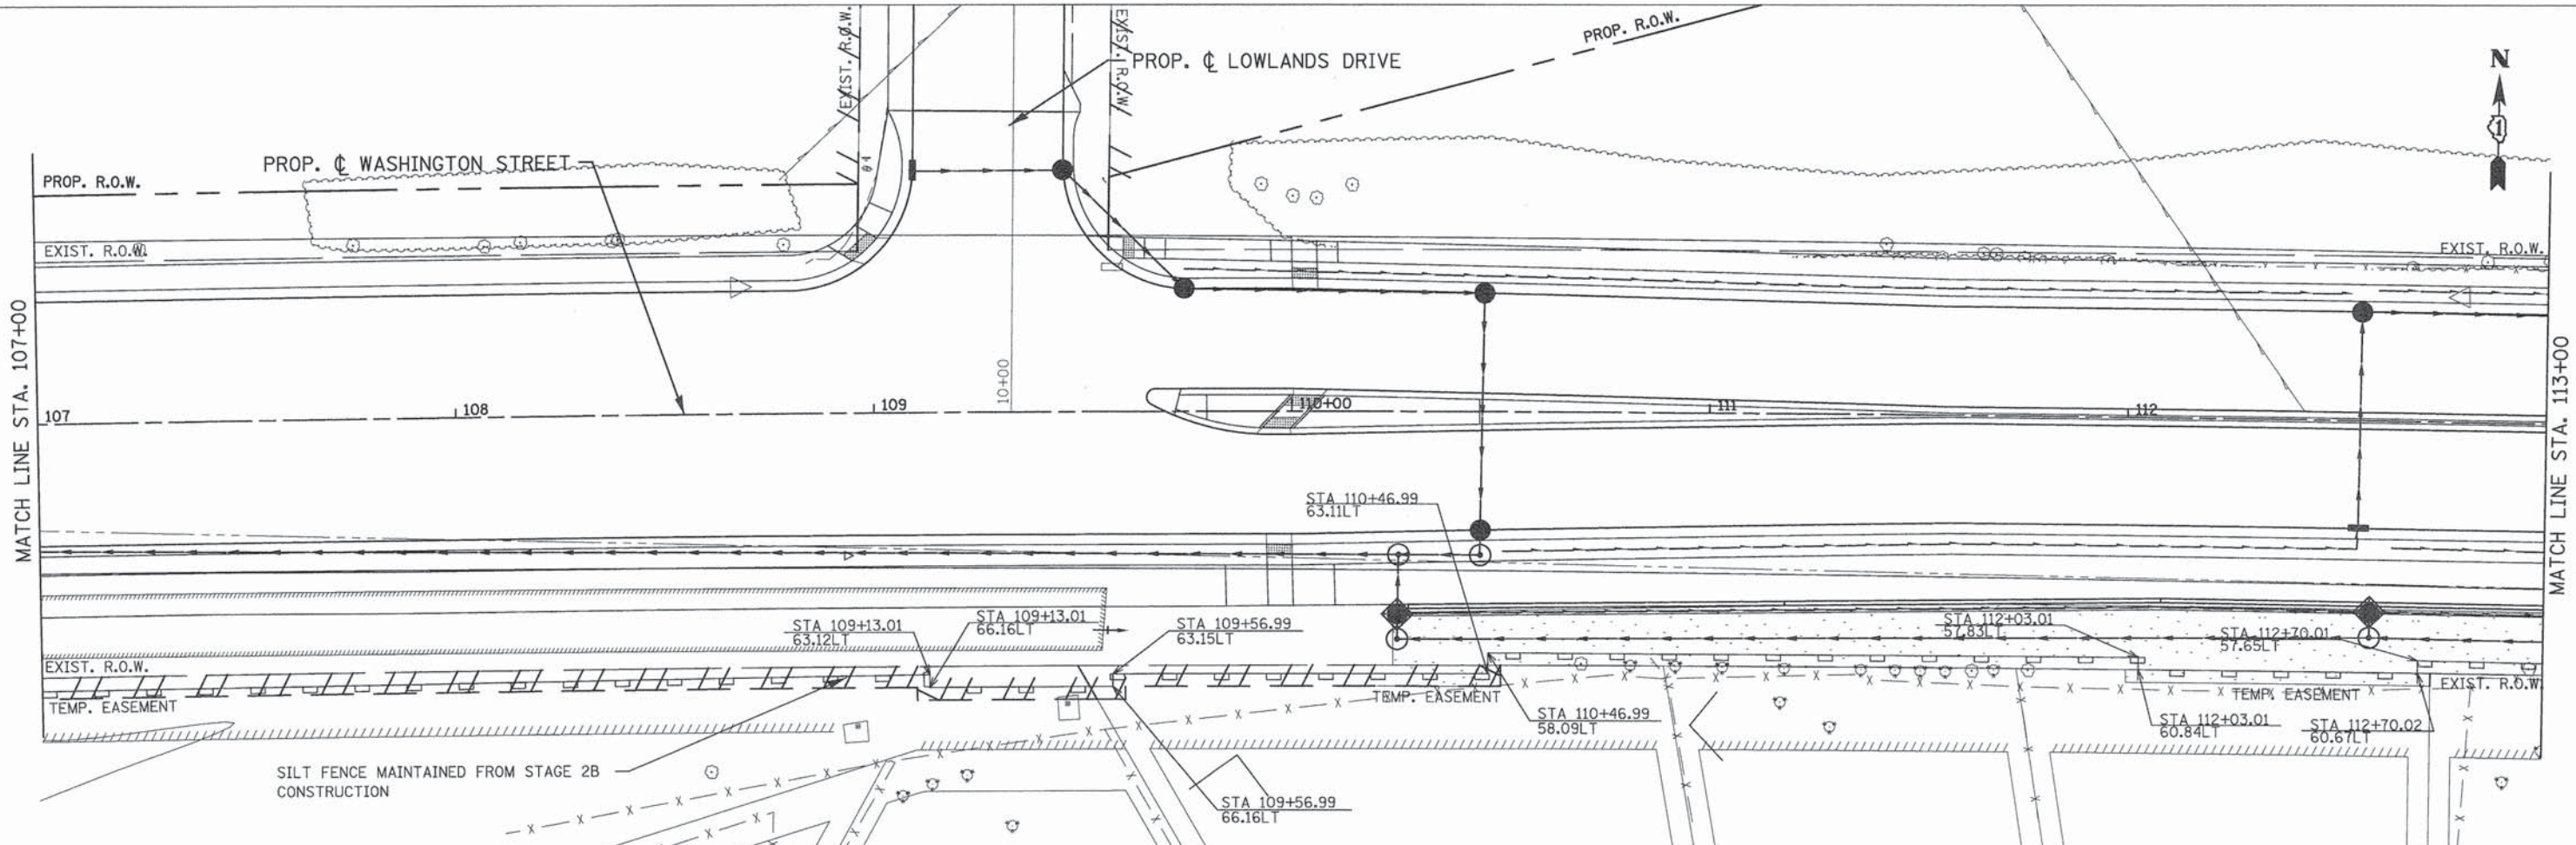 EXIST. R.O.W.
EXIST. R.O.W.
PROP. R.O.W.
PROP. ℄ LOWLANDS DRIVE
N
1
PROP. ℄ WASHINGTON STREET
PROP. R.O.W.
EXIST. R.O.W.
EXIST. R.O.W.
MATCH LINE STA. 107+00
MATCH LINE STA. 113+00
10+00
107
108
109
110+00
111
112
STA 110+46.99
63.11LT
STA 109+13.01
63.12LT
STA 109+13.01
66.16LT
STA 109+56.99
63.15LT
STA 112+03.01
57.83LT
STA 112+70.01
57.65LT
EXIST. R.O.W.
TEMP. EASEMENT
TEMP. EASEMENT
TEMP. EASEMENT
EXIST. R.O.W.
STA 110+46.99
58.09LT
STA 112+03.01
60.84LT
STA 112+70.02
60.67LT
SILT FENCE MAINTAINED FROM STAGE 2B
CONSTRUCTION
STA 109+56.99
66.16LT